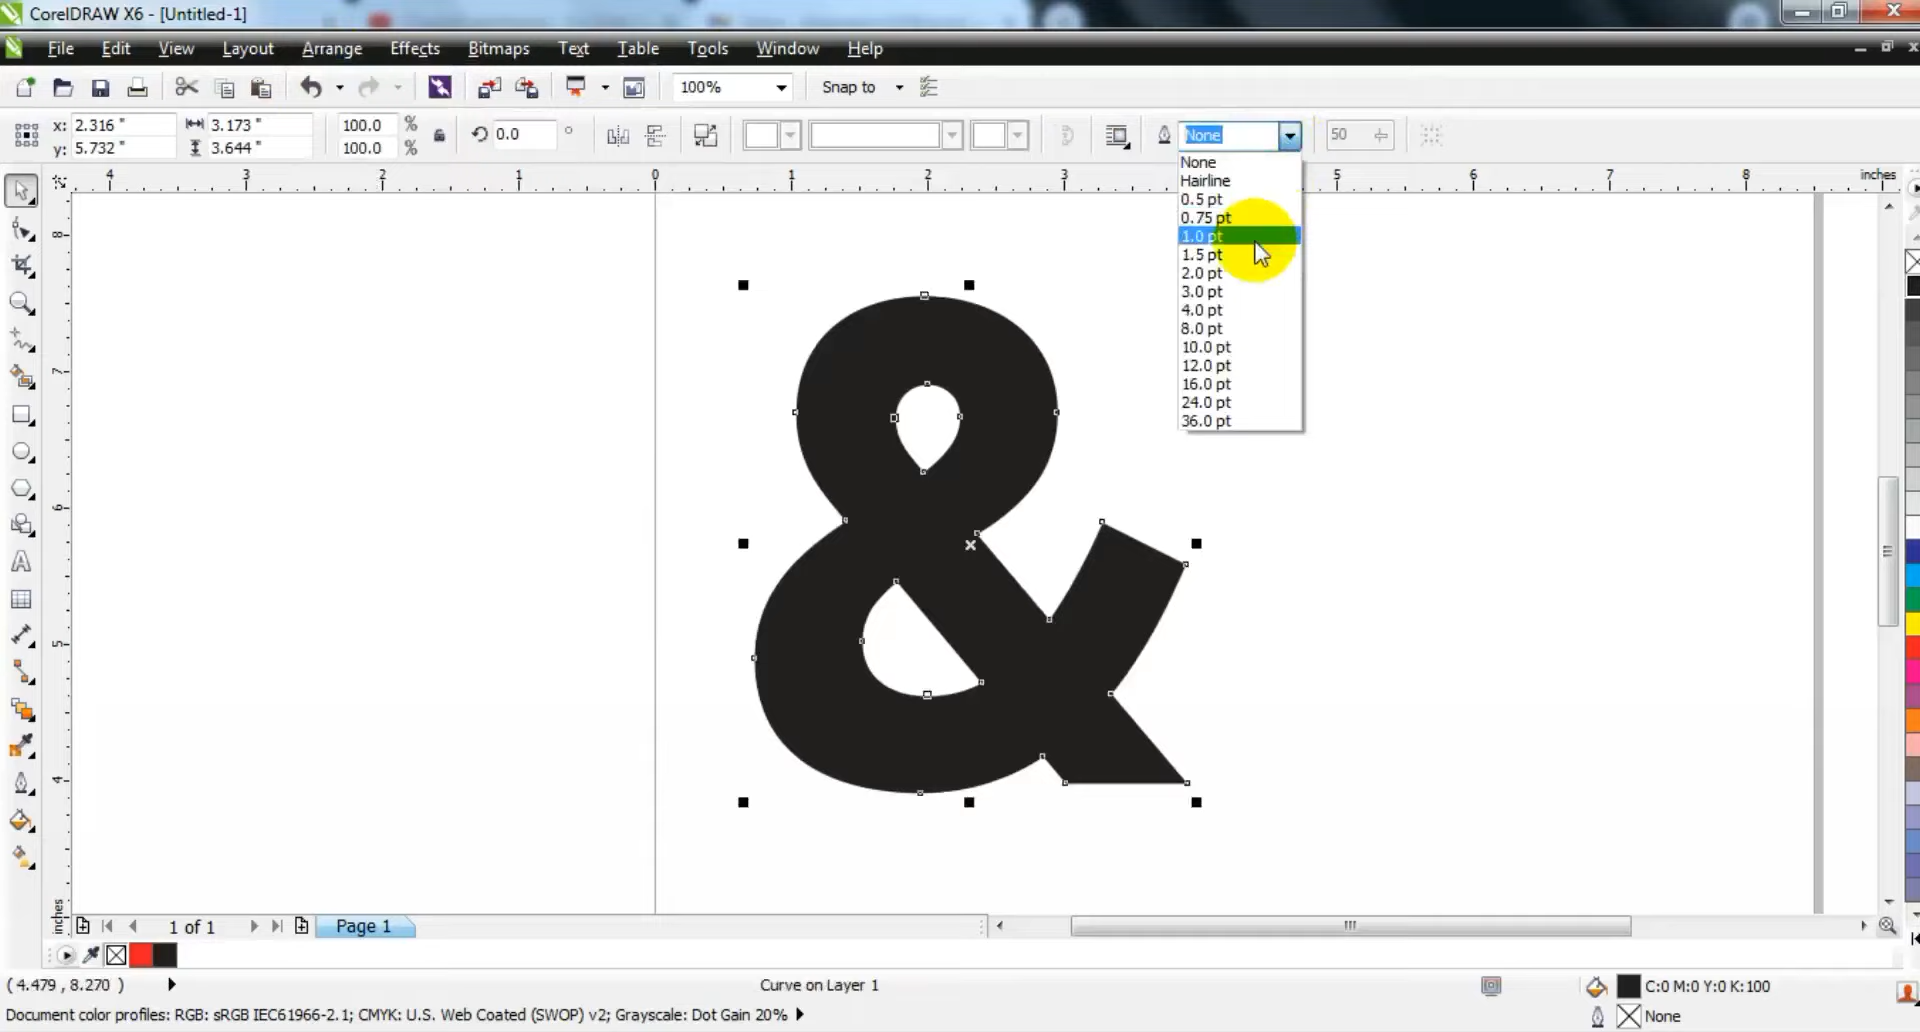 CorelDRAW X6 - [Untitled-1]
File Edit View Layout Arrange Effects Bitmaps Text Table Tools Window Help
100% Snap to
x: 2.316 " 3.173 " 100.0 % 0.0 ° None 50
y: 5.732 " 3.644 " 100.0 %
4 3 2 1 0 1 2 3 5 6 7 8 inches
None
Hairline
0.5 pt
0.75 pt
1.0 pt
1.5 pt
2.0 pt
3.0 pt
4.0 pt
8.0 pt
10.0 pt
12.0 pt
16.0 pt
24.0 pt
36.0 pt
8
7
6
5
4
inches
&
1 of 1 Page 1
( 4.479 , 8.270 ) Curve on Layer 1 C:0 M:0 Y:0 K:100
Document color profiles: RGB: sRGB IEC61966-2.1; CMYK: U.S. Web Coated (SWOP) v2; Grayscale: Dot Gain 20% None